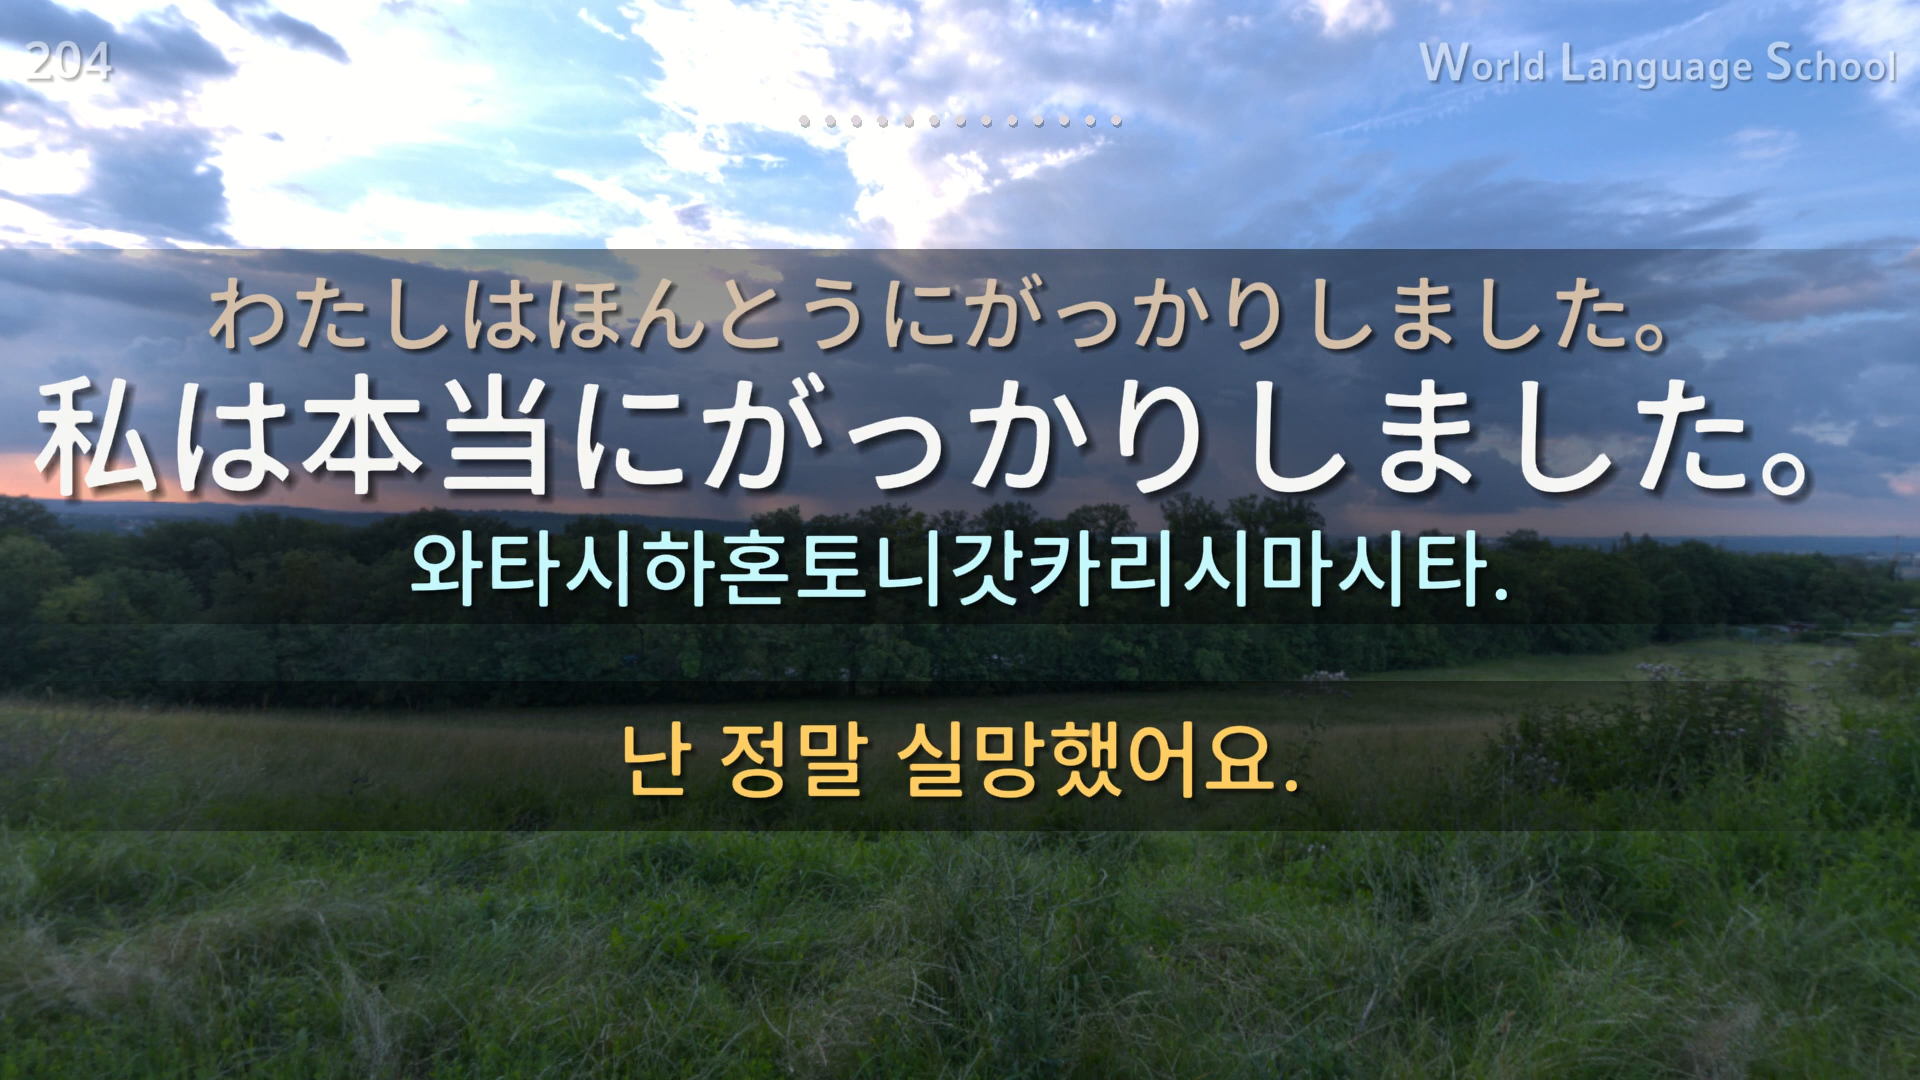 204
World Language School
わたしはほんとうにがっかりしました。
私は本当にがっかりしました。
와타시하혼토니갓카리시마시타.
난 정말 실망했어요.